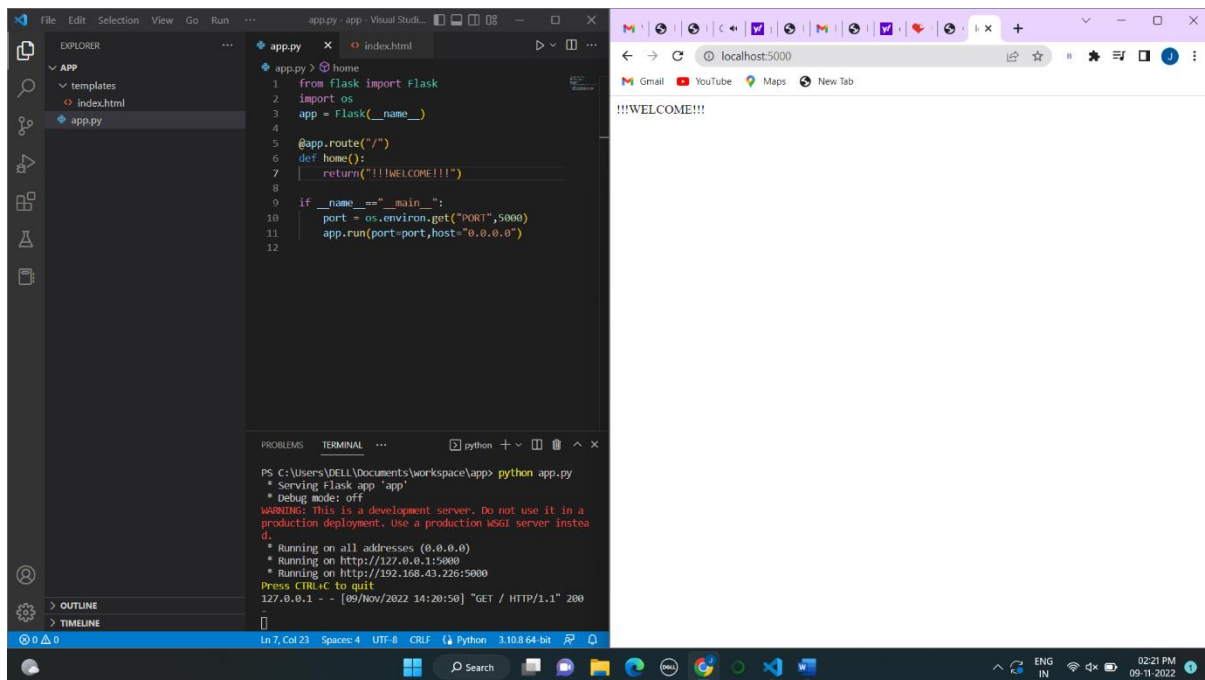 File Edit Selection View Go Run ··· app.py - app - Visual Studi...
EXPLORER ···
APP
templates
index.html
app.py
OUTLINE
TIMELINE
app.py index.html
app.py > home
1 from flask import Flask
2 import os
3 app = Flask(__name__)
4
5 @app.route("/")
6 def home():
7 return("!!!WELCOME!!!")
8
9 if __name__=="__main__":
10 port = os.environ.get("PORT",5000)
11 app.run(port=port,host="0.0.0.0")
12
PROBLEMS TERMINAL ··· python
PS C:\Users\DELL\Documents\workspace\app> python app.py
* Serving Flask app 'app'
* Debug mode: off
WARNING: This is a development server. Do not use it in a
production deployment. Use a production WSGI server instea
d.
* Running on all addresses (0.0.0.0)
* Running on http://127.0.0.1:5000
* Running on http://192.168.43.226:5000
Press CTRL+C to quit
127.0.0.1 - - [09/Nov/2022 14:20:50] "GET / HTTP/1.1" 200
-
0 0 Ln 7, Col 23 Spaces: 4 UTF-8 CRLF Python 3.10.8 64-bit
localhost:5000
J
Gmail YouTube Maps New Tab
!!!WELCOME!!!
Search
DELL
ENG
IN
02:21 PM
09-11-2022
1